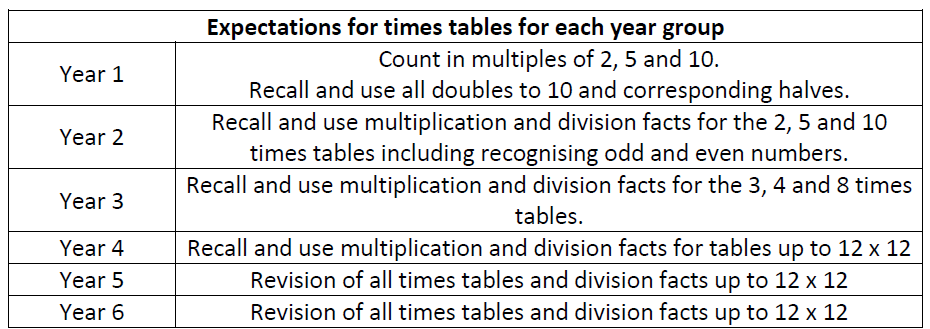 Expectations for times tables for each year group
Year 1
Count in multiples of 2, 5 and 10.
Recall and use all doubles to 10 and corresponding halves.
Year 2
Recall and use multiplication and division facts for the 2, 5 and 10
times tables including recognising odd and even numbers.
Year 3
Recall and use multiplication and division facts for the 3, 4 and 8 times
tables.
Year 4
Recall and use multiplication and division facts for tables up to 12 x 12
Year 5
Revision of all times tables and division facts up to 12 x 12
Year 6
Revision of all times tables and division facts up to 12 x 12